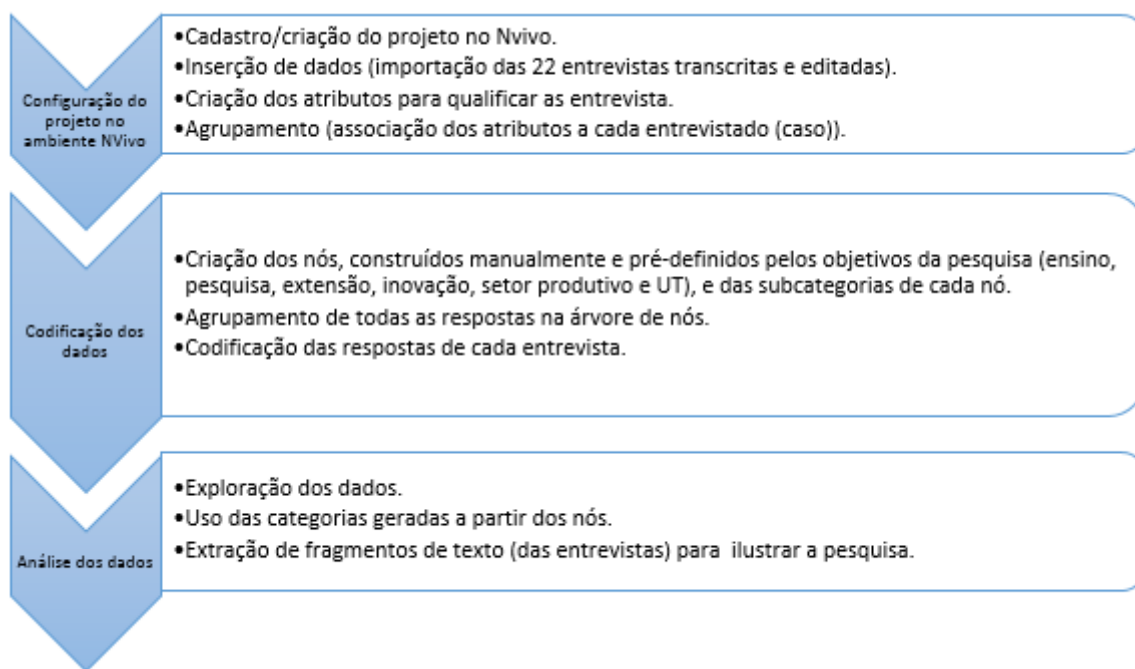 Configuração do
projeto no
ambiente NVivo
•Cadastro/criação do projeto no Nvivo.
•Inserção de dados (importação das 22 entrevistas transcritas e editadas).
•Criação dos atributos para qualificar as entrevista.
•Agrupamento (associação dos atributos a cada entrevistado (caso)).
Codificação dos
dados
•Criação dos nós, construídos manualmente e pré-definidos pelos objetivos da pesquisa (ensino,
pesquisa, extensão, inovação, setor produtivo e UT), e das subcategorias de cada nó.
•Agrupamento de todas as respostas na árvore de nós.
•Codificação das respostas de cada entrevista.
Análise dos dados
•Exploração dos dados.
•Uso das categorias geradas a partir dos nós.
•Extração de fragmentos de texto (das entrevistas) para ilustrar a pesquisa.